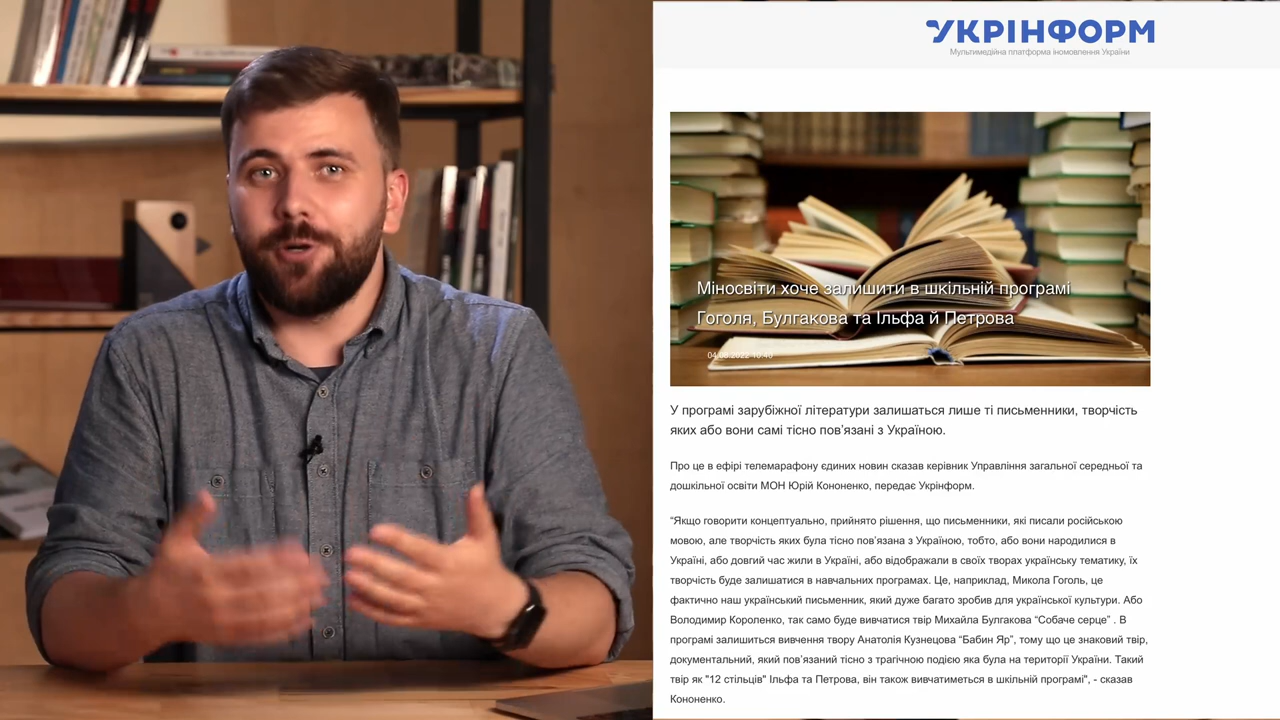 УКРІНФОРМ
Мультимедійна платформа іномовлення України
Міносвіти хоче залишити в шкільній програмі
Гоголя, Булгакова та Ільфа й Петрова
04.08.2022 10:40
У програмі зарубіжної літератури залишаться лише ті письменники, творчість
яких або вони самі тісно пов’язані з Україною.
Про це в ефірі телемарафону єдиних новин сказав керівник Управління загальної середньої та
дошкільної освіти МОН Юрій Кононенко, передає Укрінформ.
“Якщо говорити концептуально, прийнято рішення, що письменники, які писали російською
мовою, але творчість яких була тісно пов’язана з Україною, тобто, або вони народилися в
Україні, або довгий час жили в Україні, або відображали в своїх творах українську тематику, їх
творчість буде залишатися в навчальних програмах. Це, наприклад, Микола Гоголь, це
фактично наш український письменник, який дуже багато зробив для української культури. Або
Володимир Короленко, так само буде вивчатися твір Михайла Булгакова “Собаче серце” . В
програмі залишиться вивчення твору Анатолія Кузнецова “Бабин Яр”, тому що це знаковий твір,
документальний, який пов’язаний тісно з трагічною подією яка була на території України. Такий
твір як "12 стільців" Ільфа та Петрова, він також вивчатиметься в шкільній програмі", - сказав
Кононенко.